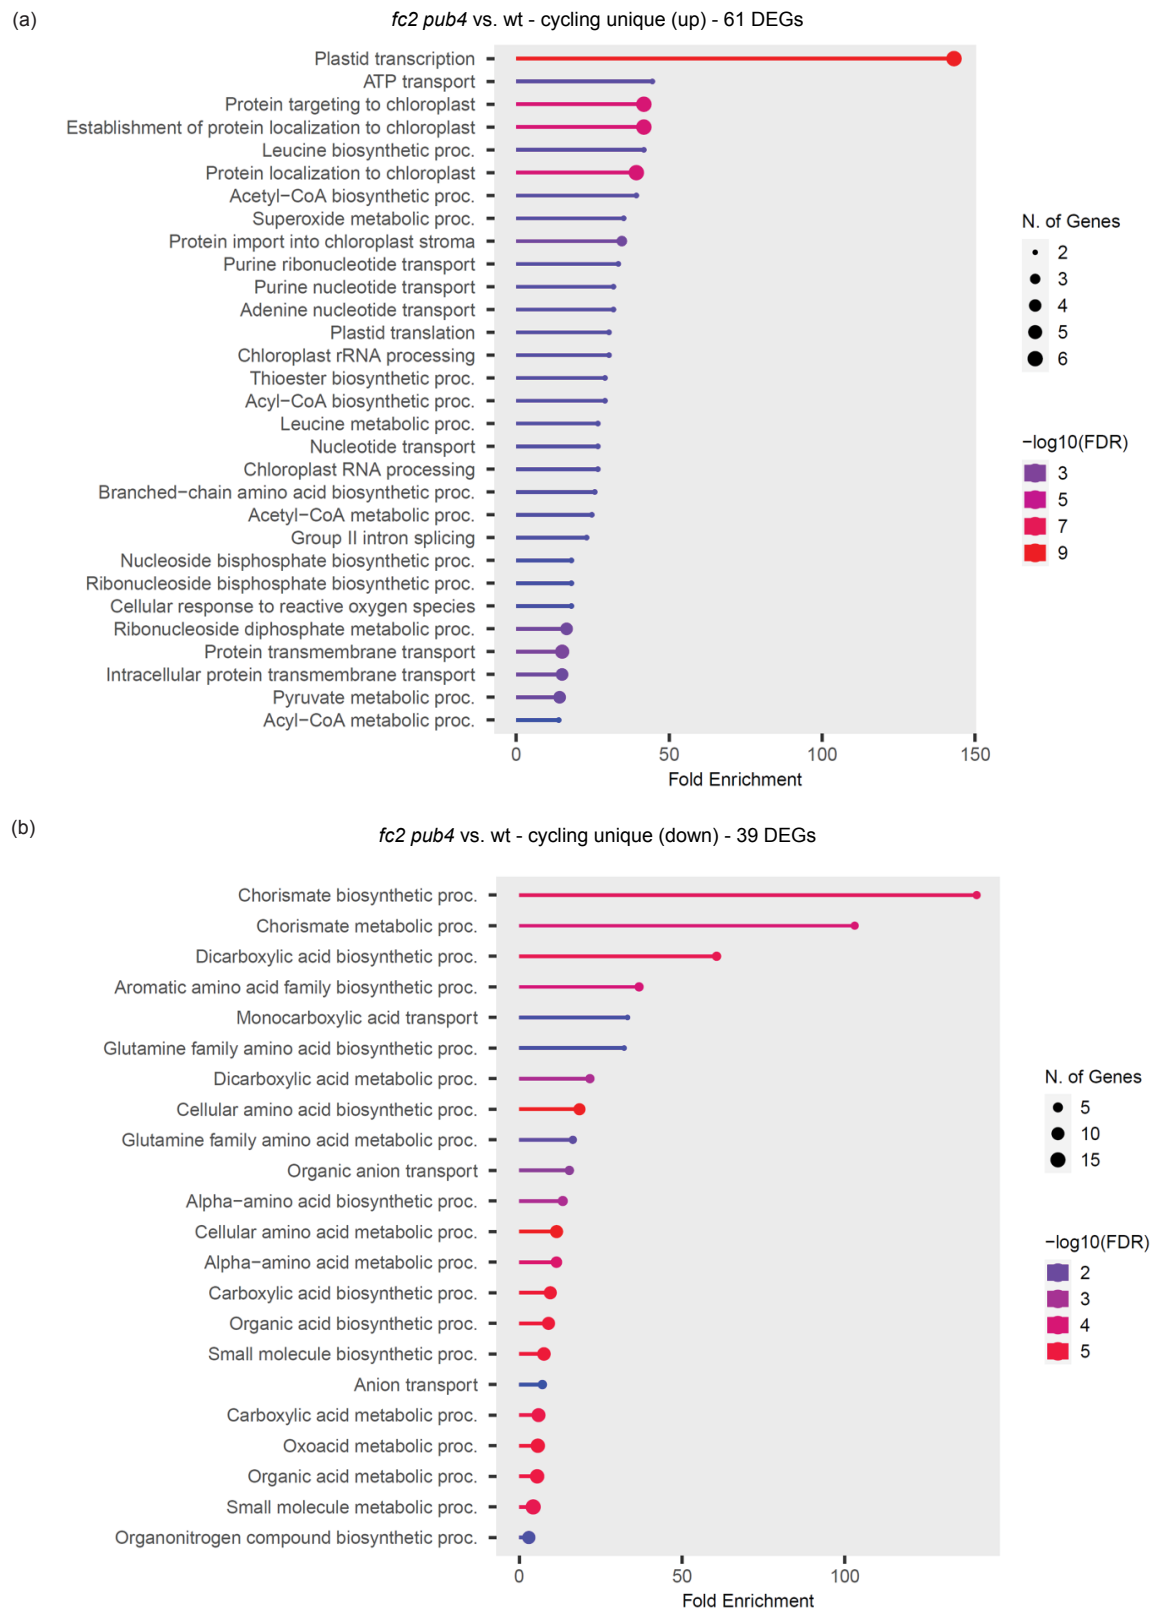 (a)
fc2 pub4 vs. wt - cycling unique (up) - 61 DEGs
Plastid transcription
ATP transport
Protein targeting to chloroplast
Establishment of protein localization to chloroplast
Leucine biosynthetic proc.
Protein localization to chloroplast
Acetyl−CoA biosynthetic proc.
Superoxide metabolic proc.
Protein import into chloroplast stroma
Purine ribonucleotide transport
Purine nucleotide transport
Adenine nucleotide transport
Plastid translation
Chloroplast rRNA processing
Thioester biosynthetic proc.
Acyl−CoA biosynthetic proc.
Leucine metabolic proc.
Nucleotide transport
Chloroplast RNA processing
Branched−chain amino acid biosynthetic proc.
Acetyl−CoA metabolic proc.
Group II intron splicing
Nucleoside bisphosphate biosynthetic proc.
Ribonucleoside bisphosphate biosynthetic proc.
Cellular response to reactive oxygen species
Ribonucleoside diphosphate metabolic proc.
Protein transmembrane transport
Intracellular protein transmembrane transport
Pyruvate metabolic proc.
Acyl−CoA metabolic proc.
0 50 100 150
Fold Enrichment
N. of Genes
2
3
4
5
6
−log10(FDR)
3
5
7
9
(b)
fc2 pub4 vs. wt - cycling unique (down) - 39 DEGs
Chorismate biosynthetic proc.
Chorismate metabolic proc.
Dicarboxylic acid biosynthetic proc.
Aromatic amino acid family biosynthetic proc.
Monocarboxylic acid transport
Glutamine family amino acid biosynthetic proc.
Dicarboxylic acid metabolic proc.
Cellular amino acid biosynthetic proc.
Glutamine family amino acid metabolic proc.
Organic anion transport
Alpha−amino acid biosynthetic proc.
Cellular amino acid metabolic proc.
Alpha−amino acid metabolic proc.
Carboxylic acid biosynthetic proc.
Organic acid biosynthetic proc.
Small molecule biosynthetic proc.
Anion transport
Carboxylic acid metabolic proc.
Oxoacid metabolic proc.
Organic acid metabolic proc.
Small molecule metabolic proc.
Organonitrogen compound biosynthetic proc.
0 50 100
Fold Enrichment
N. of Genes
5
10
15
−log10(FDR)
2
3
4
5